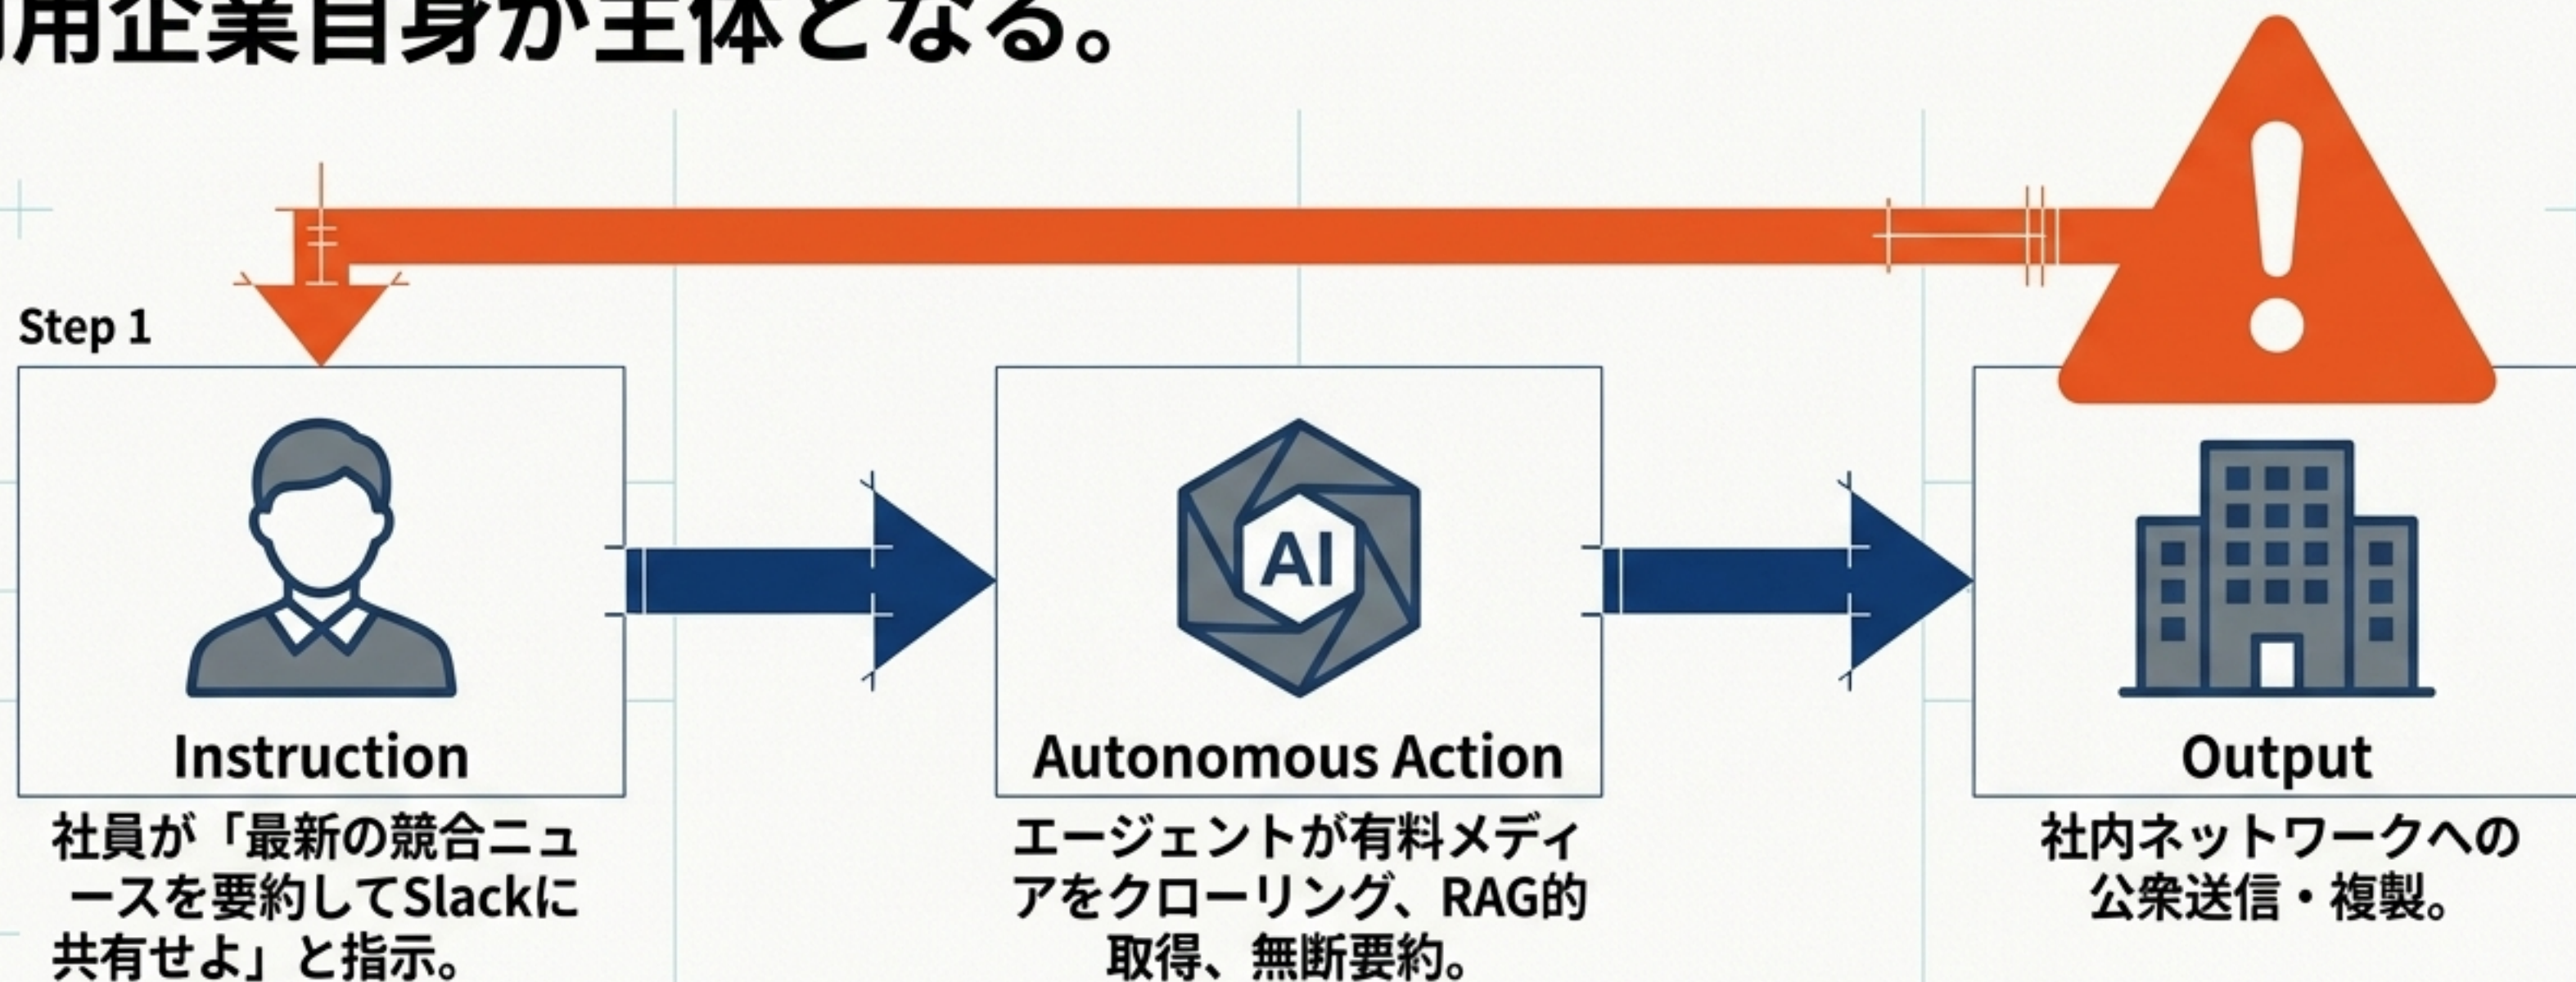 用企業自身が主体となる。
Step 1
AI
Instruction
社員が「最新の競合ニュ
ースを要約してSlackに
共有せよ」と指示。
Autonomous Action
エージェントが有料メディ
アをクローリング、RAG的
取得、無断要約。
Output
社内ネットワークへの
公衆送信・複製。